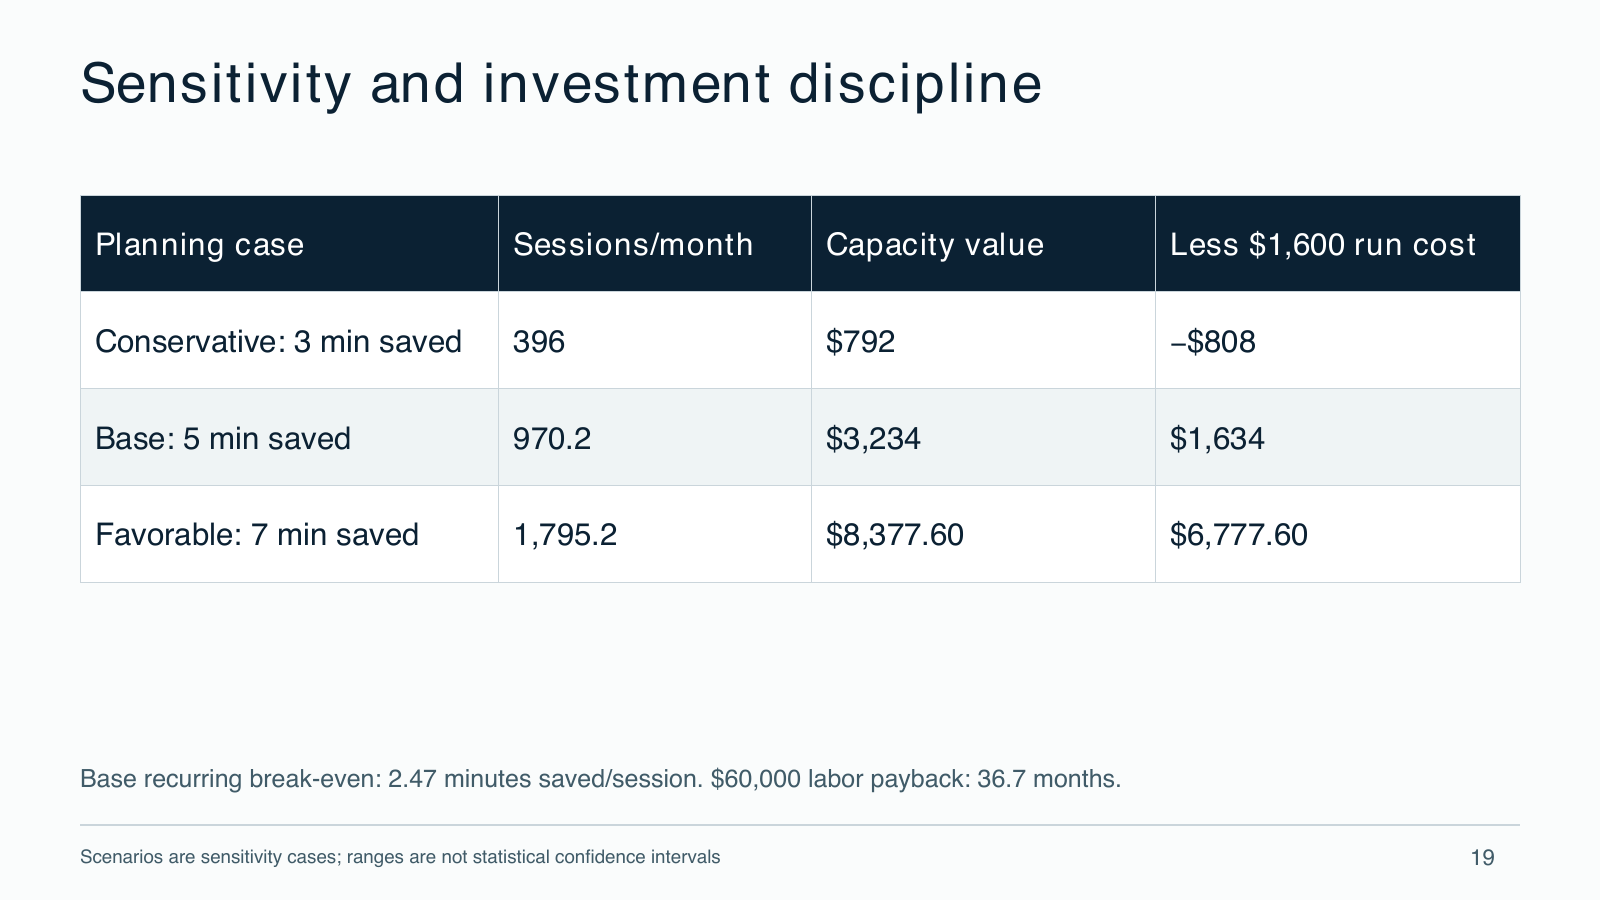 Sensitivity and investment discipline
Planning case Sessions/month Capacity value Less $1,600 run cost
Conservative: 3 min saved 396 $792 –$808
Base: 5 min saved 970.2 $3,234 $1,634
Favorable: 7 min saved 1,795.2 $8,377.60 $6,777.60
Base recurring break-even: 2.47 minutes saved/session. $60,000 labor payback: 36.7 months.
Scenarios are sensitivity cases; ranges are not statistical confidence intervals 19